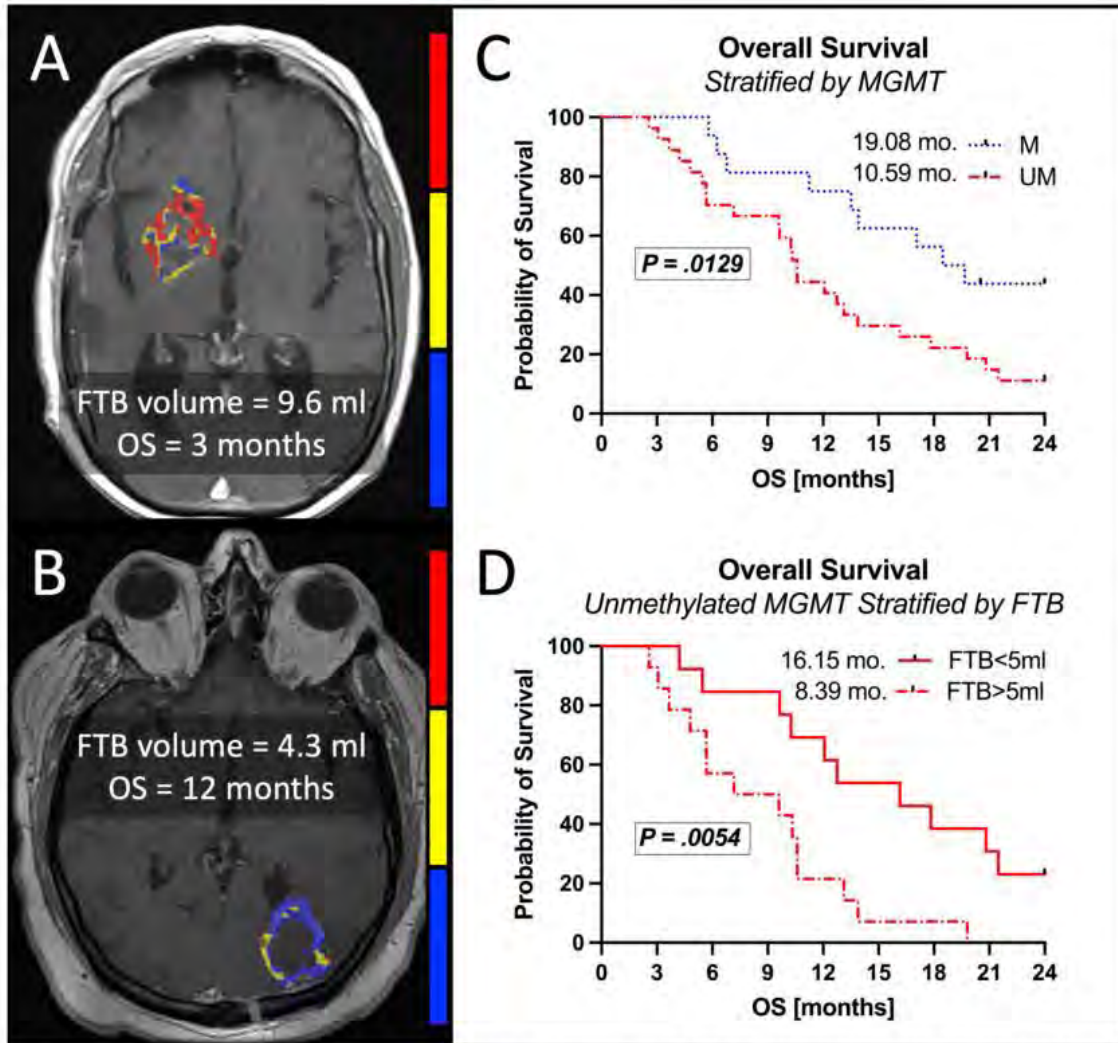 A
FTB volume = 9.6 ml
OS = 3 months
B
FTB volume = 4.3 ml
OS = 12 months
C
Overall Survival
Stratified by MGMT
Probability of Survival
100
80
60
40
20
0
19.08 mo. M
10.59 mo. UM
P = .0129
0 3 6 9 12 15 18 21 24
OS [months]
D
Overall Survival
Unmethylated MGMT Stratified by FTB
Probability of Survival
100
80
60
40
20
0
16.15 mo. FTB<5ml
8.39 mo. FTB>5ml
P = .0054
0 3 6 9 12 15 18 21 24
OS [months]